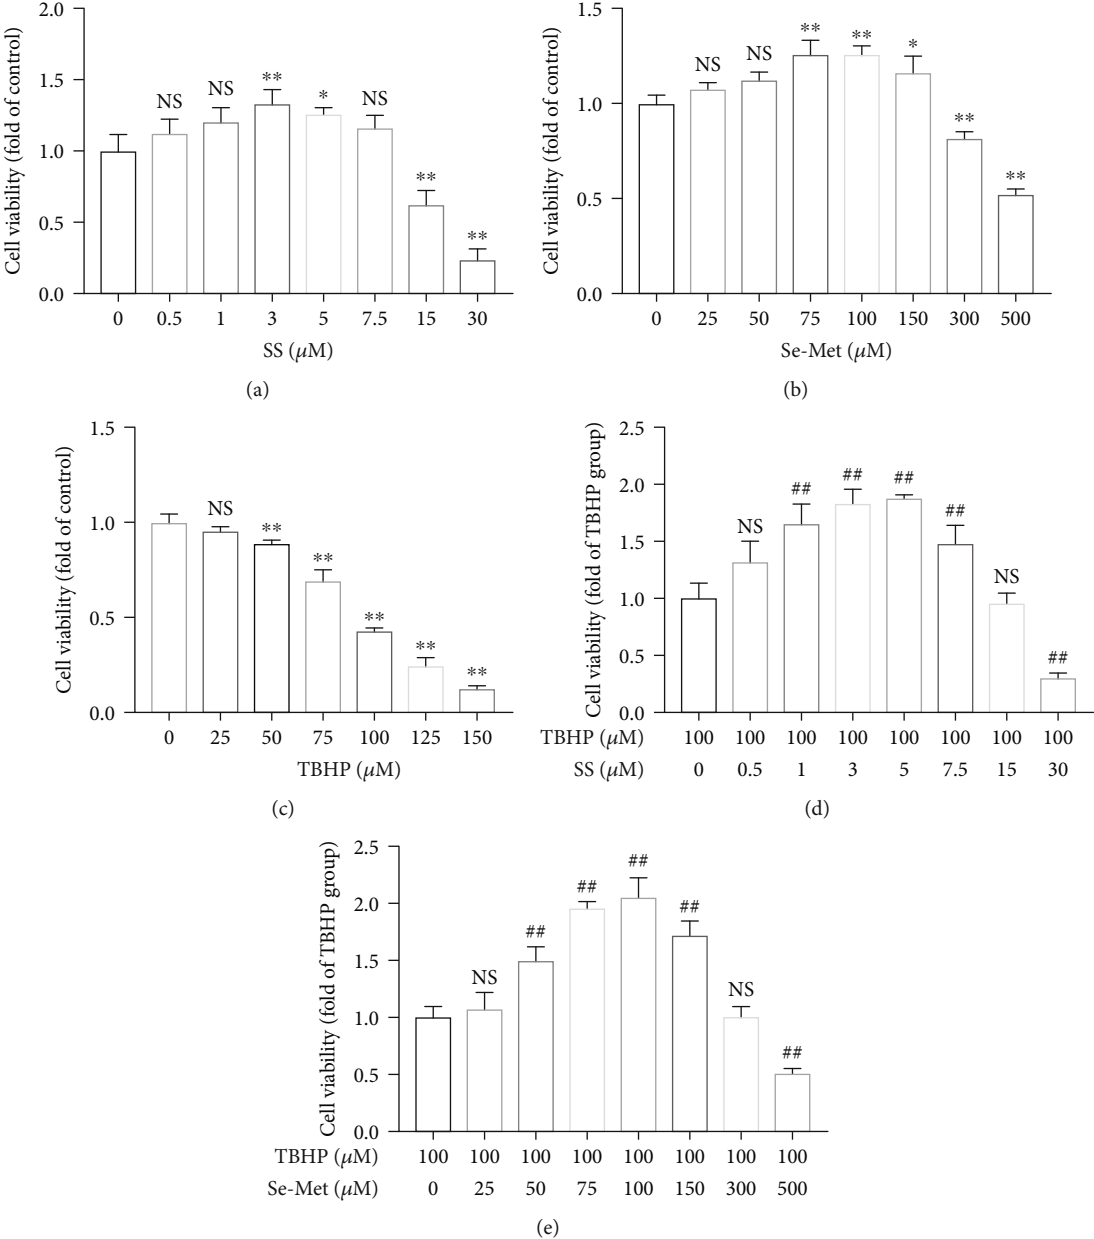 Cell viability (fold of control)
2.0
1.5
1.0
0.5
0.0
NS
NS
**
*
NS
**
**
0 0.5 1 3 5 7.5 15 30
SS (μM)
(a)
Cell viability (fold of control)
1.5
1.0
0.5
0.0
NS
NS
**
**
*
**
**
0 25 50 75 100 150 300 500
Se-Met (μM)
(b)
Cell viability (fold of control)
1.5
1.0
0.5
0.0
NS
**
**
**
**
**
0 25 50 75 100 125 150
TBHP (μM)
(c)
Cell viability (fold of TBHP group)
2.5
2.0
1.5
1.0
0.5
0.0
NS
##
##
##
##
NS
##
TBHP (μM) 100 100 100 100 100 100 100 100
SS (μM) 0 0.5 1 3 5 7.5 15 30
(d)
Cell viability (fold of TBHP group)
2.5
2.0
1.5
1.0
0.5
0.0
NS
##
##
##
##
NS
##
TBHP (μM) 100 100 100 100 100 100 100 100
Se-Met (μM) 0 25 50 75 100 150 300 500
(e)